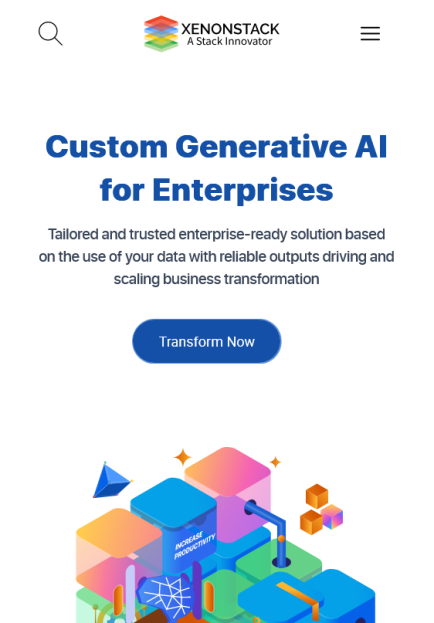 XENONSTACK
A Stack Innovator
Custom Generative AI
for Enterprises
Tailored and trusted enterprise-ready solution based
on the use of your data with reliable outputs driving and
scaling business transformation
Transform Now
INCREASE
PRODUCTIVITY